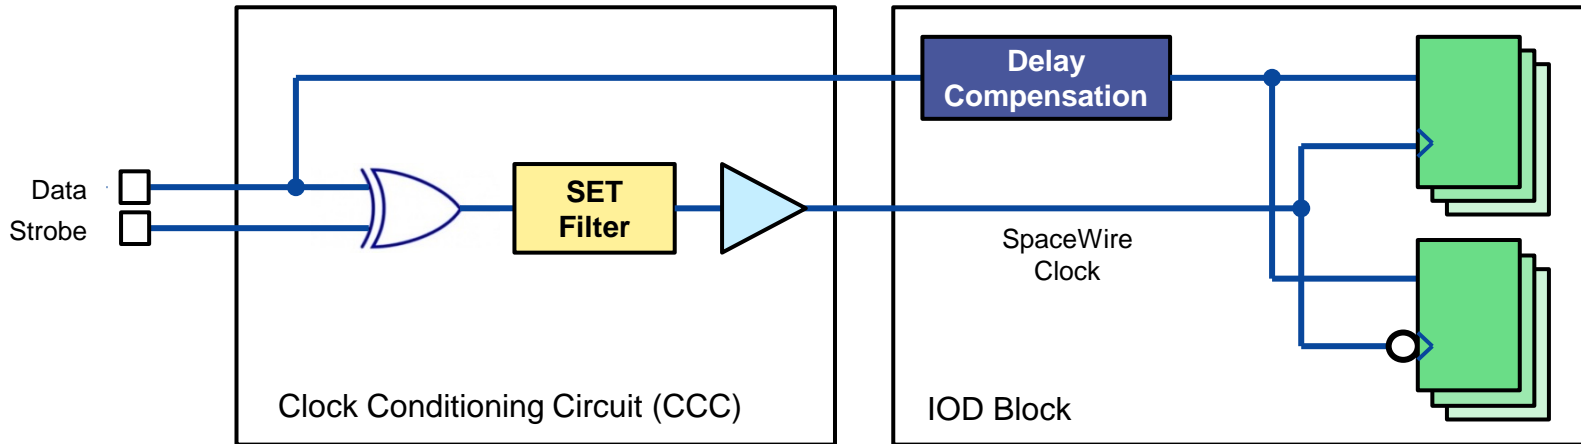 Delay
Compensation
Data
Strobe
SET
Filter
SpaceWire
Clock
Clock Conditioning Circuit (CCC)
IOD Block